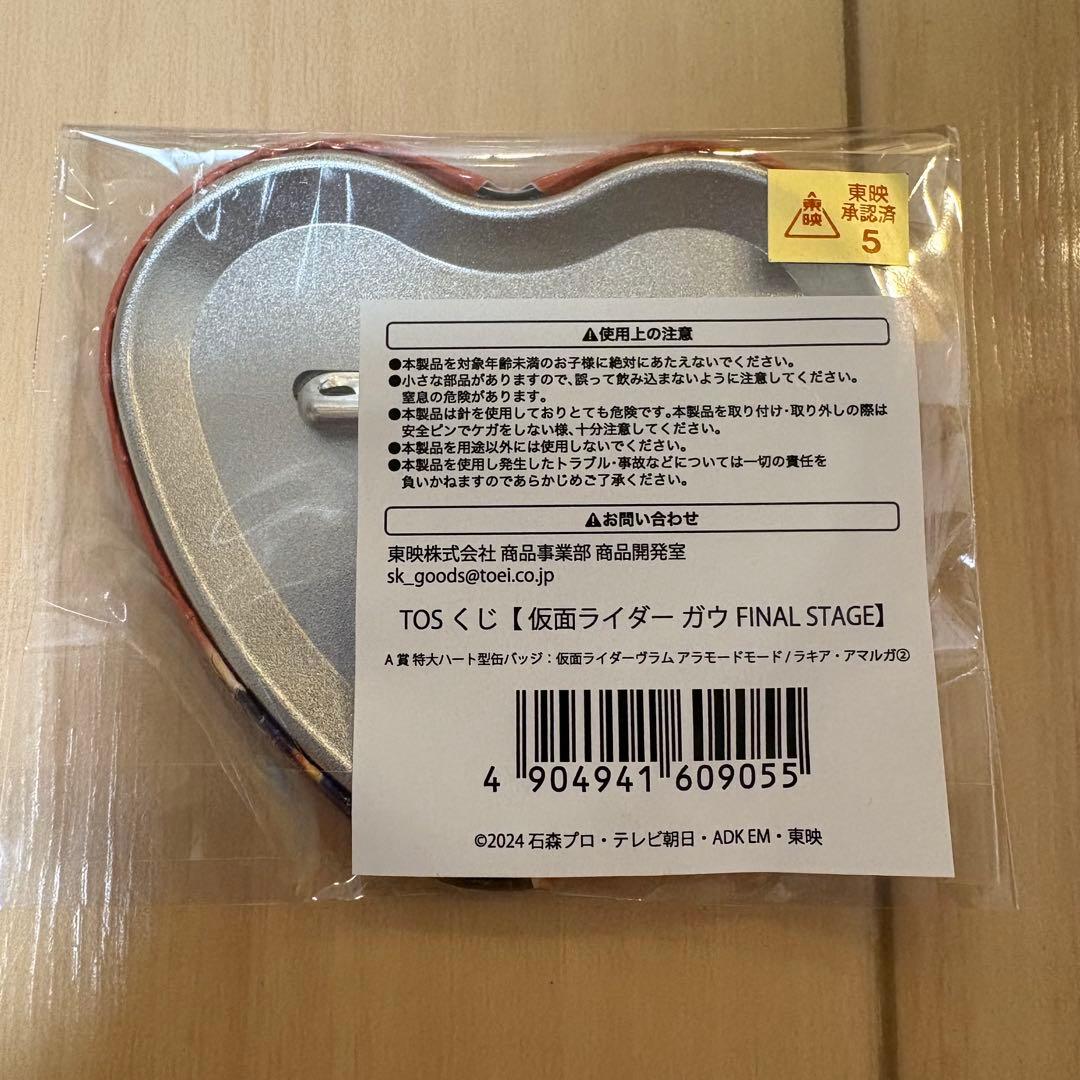 東映
東映
承認済
5
⚠使用上の注意
●本製品を対象年齢未満のお子様に絶対にあたえないでください。
●小さな部品がありますので、誤って飲み込まないように注意してください。
窒息の危険があります。
●本製品は針を使用しておりとても危険です。本製品を取り付け・取り外しの際は
安全ピンでケガをしない様、十分注意してください。
●本製品を用途以外には使用しないでください。
●本製品を使用し発生したトラブル・事故などについては一切の責任を
負いかねますのであらかじめご了承ください。
⚠お問い合わせ
東映株式会社 商品事業部 商品開発室
sk_goods@toei.co.jp
TOS くじ【 仮面ライダー ガウ FINAL STAGE】
A 賞 特大ハート型缶バッジ：仮面ライダーヴラム アラモードモード / ラキア・アマルガ②
4 904941 609055
©2024 石森プロ・テレビ朝日・ADK EM・東映